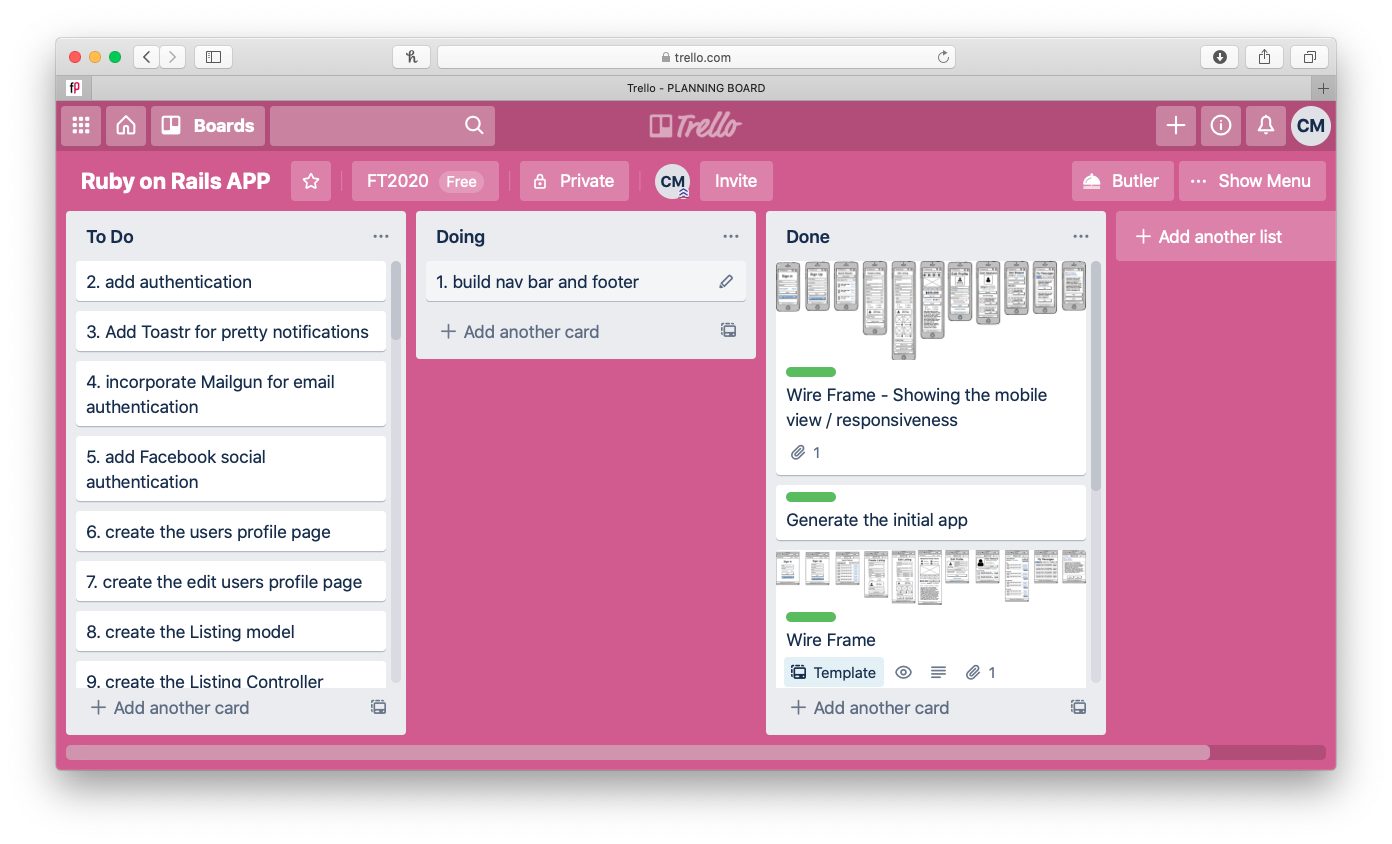 trello.com
fp
Trello - PLANNING BOARD
Boards
Trello
CM
Ruby on Rails APP
FT2020 Free
Private
CM
Invite
Butler
Show Menu
To Do
2. add authentication
3. Add Toastr for pretty notifications
4. incorporate Mailgun for email
authentication
5. add Facebook social
authentication
6. create the users profile page
7. create the edit users profile page
8. create the Listing model
9. create the Listing Controller
Add another card
Doing
1. build nav bar and footer
Add another card
Done
Wire Frame - Showing the mobile
view / responsiveness
1
Generate the initial app
Wire Frame
Template
1
Add another card
Add another list